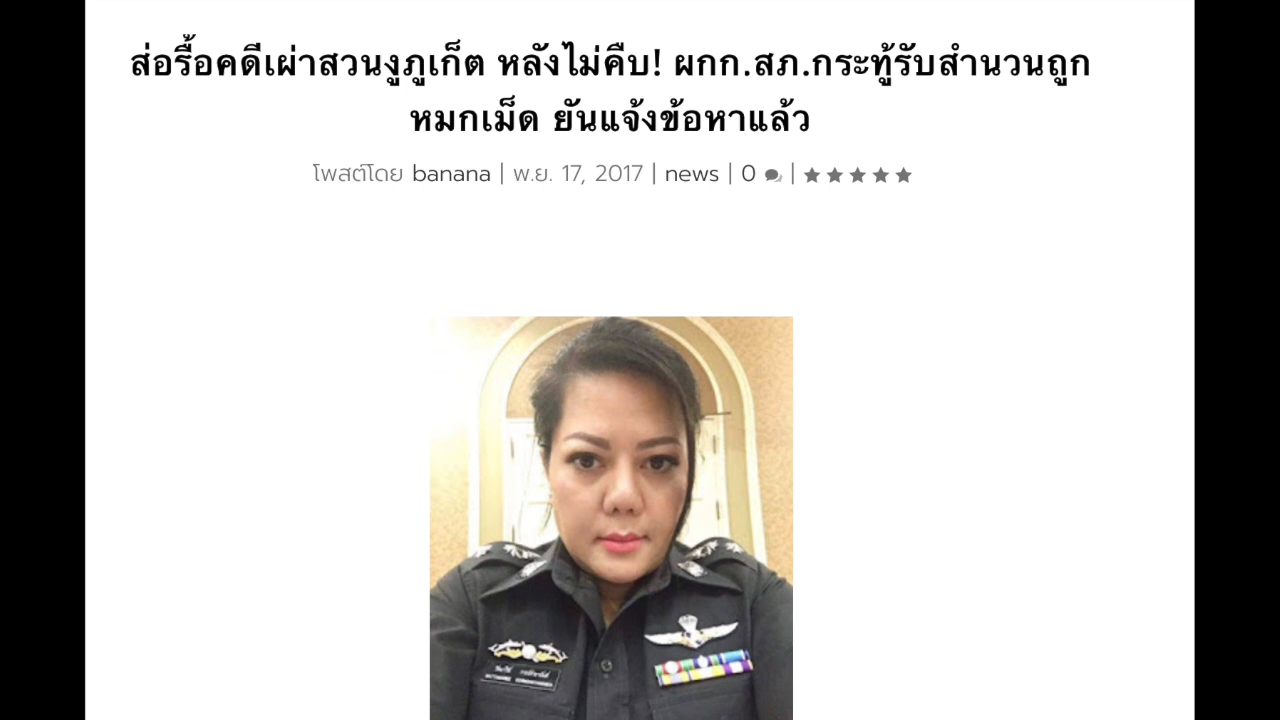 ส่อรื้อคดีเผ่าสวนงูภูเก็ต หลังไม่คืบ! ผกก.สภ.กระทู้รับสำนวนถูก
หมกเม็ด ยันแจ้งข้อหาแล้ว
โพสต์โดย banana | พ.ย. 17, 2017 | news | 0 |